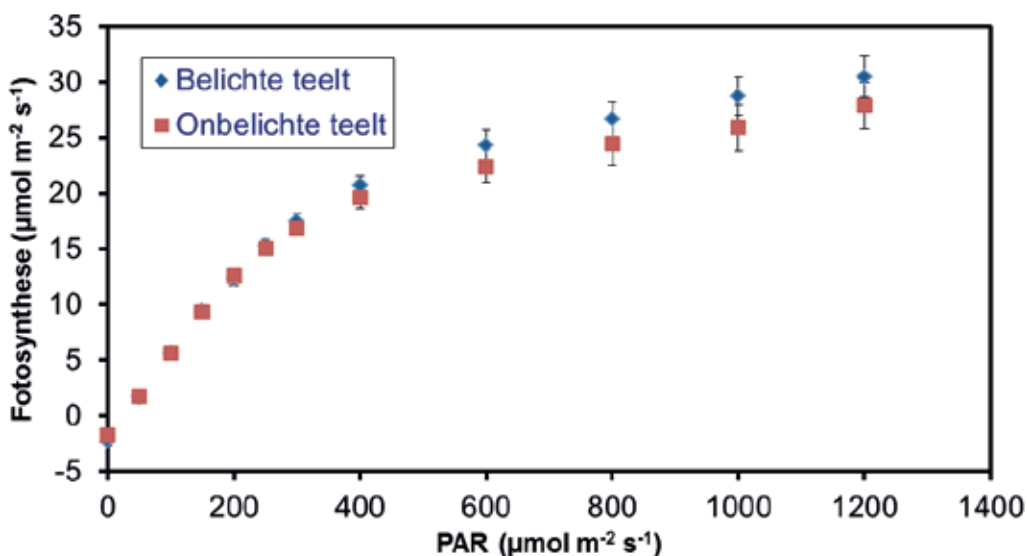 35
30
25
20
15
10
5
0
-5
Fotosynthese (µmol m⁻² s⁻¹)
Belichte teelt
Onbelichte teelt
0 200 400 600 800 1000 1200 1400
PAR (µmol m⁻² s⁻¹)